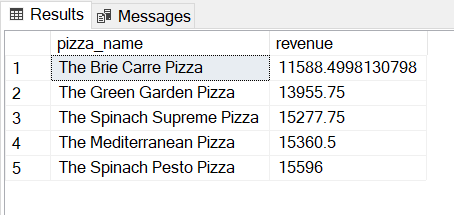 Results Messages
pizza_name revenue
1 The Brie Carre Pizza 11588.4998130798
2 The Green Garden Pizza 13955.75
3 The Spinach Supreme Pizza 15277.75
4 The Mediterranean Pizza 15360.5
5 The Spinach Pesto Pizza 15596